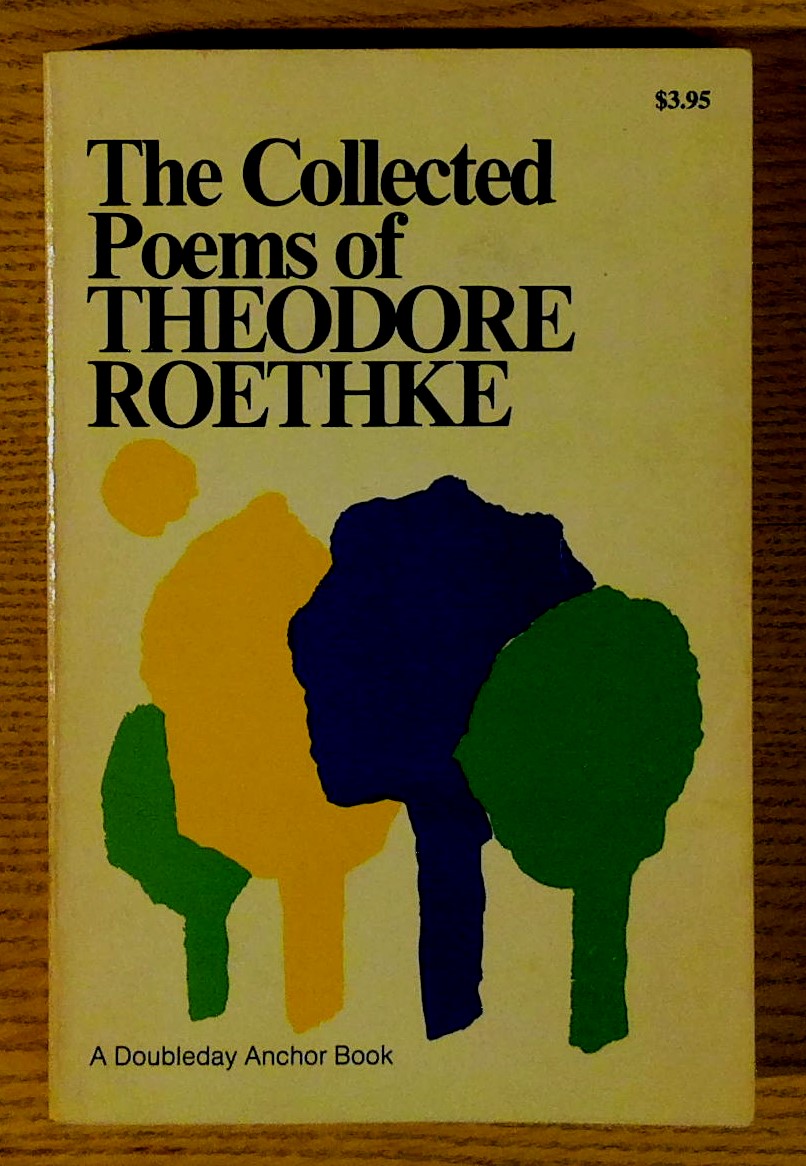 $3.95
The Collected
Poems of
THEODORE
ROETHKE
A Doubleday Anchor Book